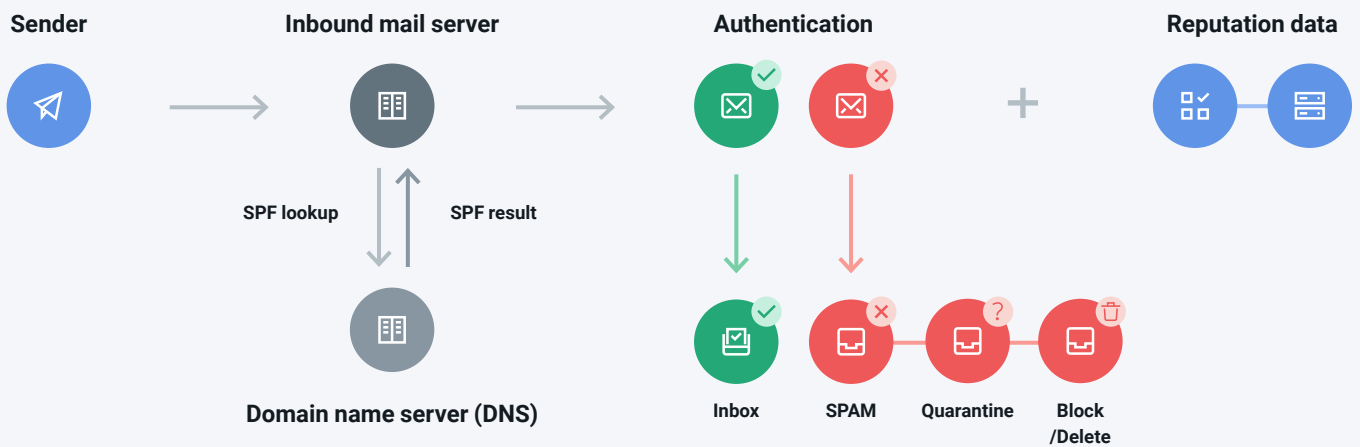 Sender
Inbound mail server
Authentication
Reputation data
SPF lookup
SPF result
Domain name server (DNS)
Inbox
SPAM
Quarantine
Block
/Delete